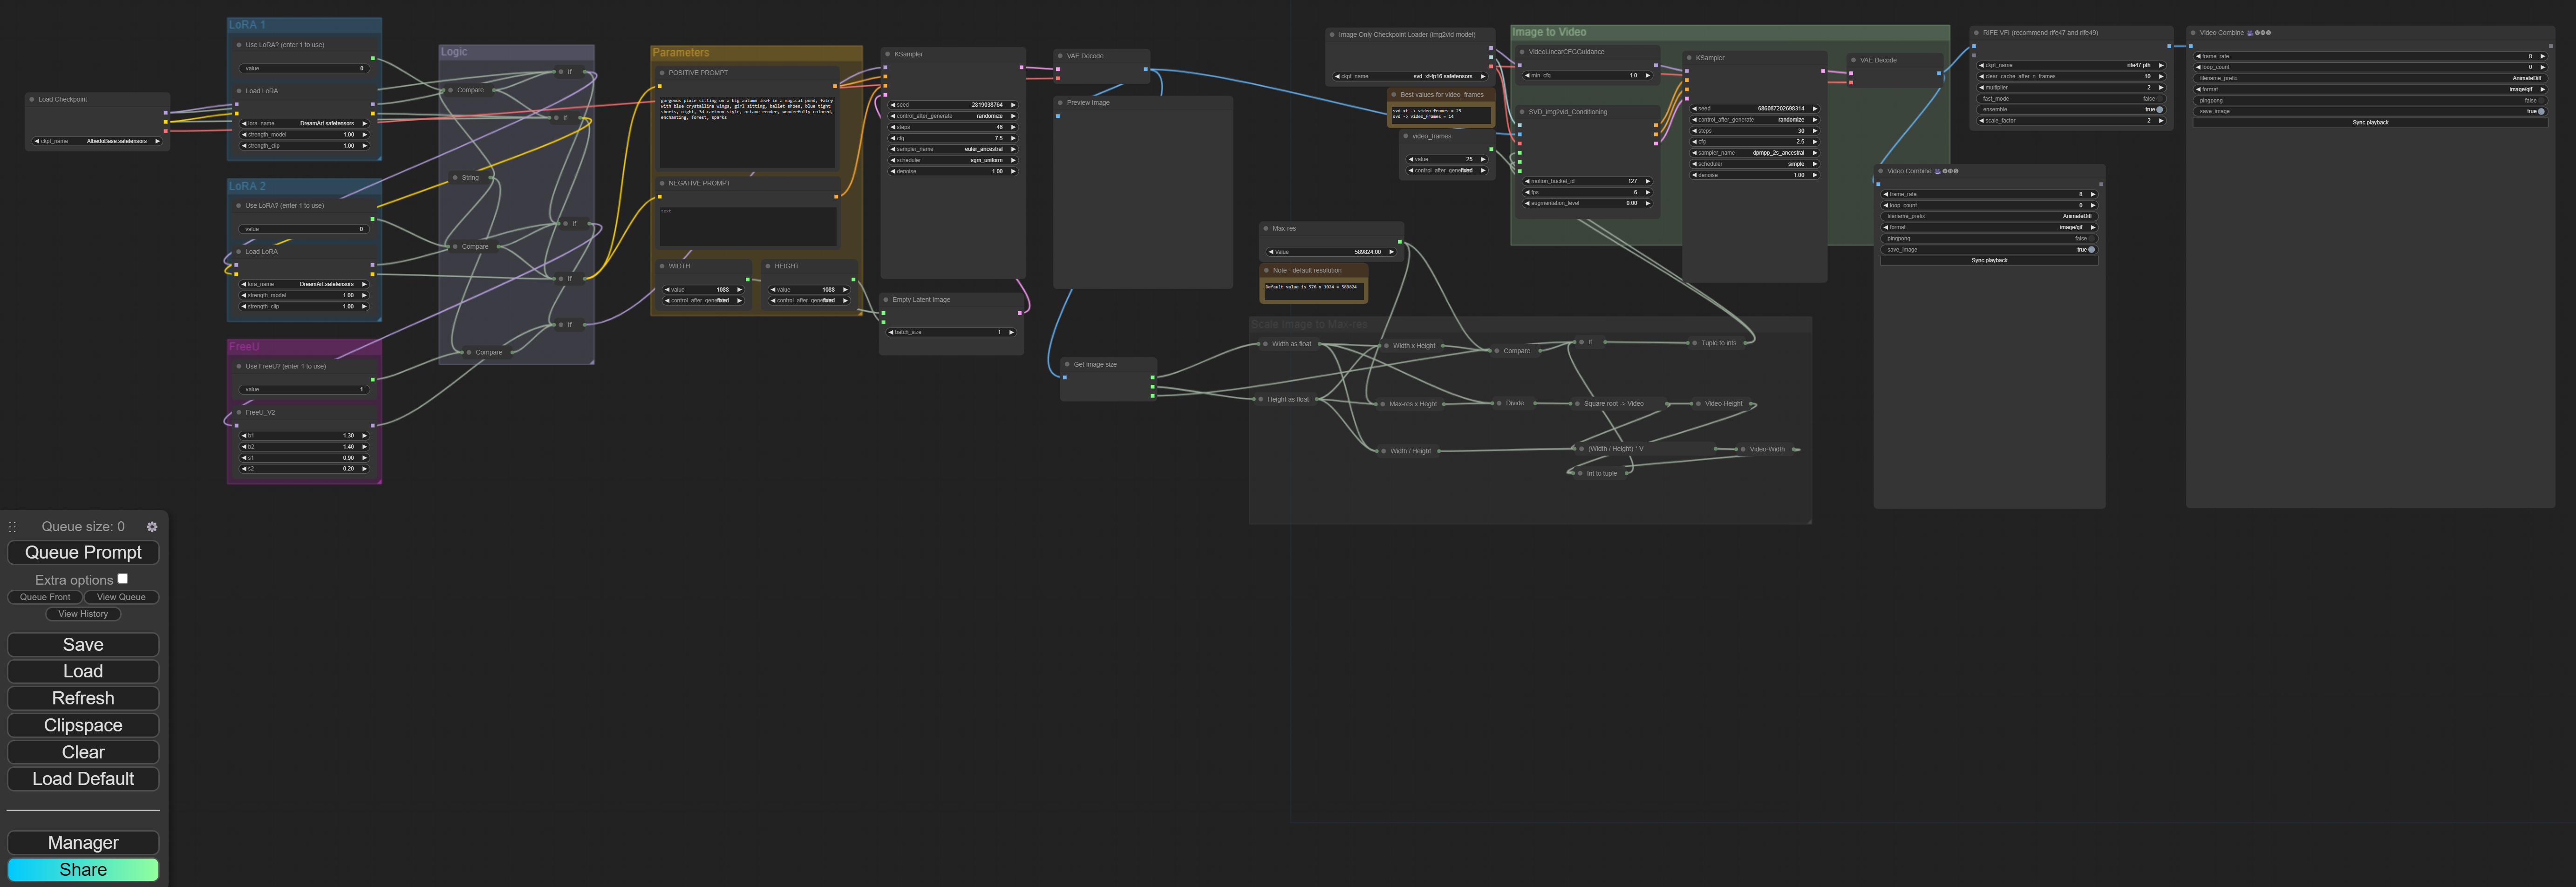 Load Checkpoint
ckpt_name AlbedoBase.safetensors
LoRA 1
Use LoRA? (enter 1 to use)
value 0
Load LoRA
lora_name DreamArt.safetensors
strength_model 1.00
strength_clip 1.00
LoRA 2
Use LoRA? (enter 1 to use)
value 0
Load LoRA
lora_name DreamArt.safetensors
strength_model 1.00
strength_clip 1.00
FreeU
Use FreeU? (enter 1 to use)
value 1
FreeU_V2
b1 1.30
b2 1.40
s1 0.90
s2 0.20
Logic
If
Compare
If
String
If
Compare
If
If
Compare
Parameters
POSITIVE PROMPT
gorgeous pixie sitting on a big autumn leaf in a magical pond, fairy
with blue crystalline wings, girl sitting, ballet shoes, blue tight
shorts, night, 3d cartoon style, octane render, wonderfully colored,
enchanting, forest, sparks
NEGATIVE PROMPT
text
WIDTH
value 1088
control_after_generate fixed
HEIGHT
value 1088
control_after_generate fixed
KSampler
seed 2819038764
control_after_generate randomize
steps 46
cfg 7.5
sampler_name euler_ancestral
scheduler sgm_uniform
denoise 1.00
Empty Latent Image
batch_size 1
VAE Decode
Preview Image
Get image size
Image Only Checkpoint Loader (img2vid model)
ckpt_name svd_xt-fp16.safetensors
Best values for video_frames
svd_xt -> video_frames = 25
svd -> video_frames = 14
video_frames
value 25
control_after_generate fixed
Max-res
Value 589824.00
Note - default resolution
Default value is 576 x 1024 = 589824
Image to Video
VideoLinearCFGGuidance
min_cfg 1.0
SVD_img2vid_Conditioning
motion_bucket_id 127
fps 6
augmentation_level 0.00
KSampler
seed 686087202698314
control_after_generate randomize
steps 30
cfg 2.5
sampler_name dpmpp_2s_ancestral
scheduler simple
denoise 1.00
VAE Decode
Scale Image to Max-res
Width as float
Width x Height
Compare
If
Tuple to ints
Height as float
Max-res x Heght
Divide
Square root -> Video
Video-Height
Width / Height
(Width / Height) * V
Video-Width
Int to tuple
RIFE VFI (recommend rife47 and rife49)
ckpt_name rife47.pth
clear_cache_after_n_frames 10
multiplier 2
fast_mode false
ensemble true
scale_factor 2
Video Combine
frame_rate 8
loop_count 0
filename_prefix AnimateDiff
format image/gif
pingpong false
save_image true
Sync playback
Video Combine
frame_rate 8
loop_count 0
filename_prefix AnimateDiff
format image/gif
pingpong false
save_image true
Sync playback
Queue size: 0
Queue Prompt
Extra options
Queue Front View Queue
View History
Save
Load
Refresh
Clipspace
Clear
Load Default
Manager
Share